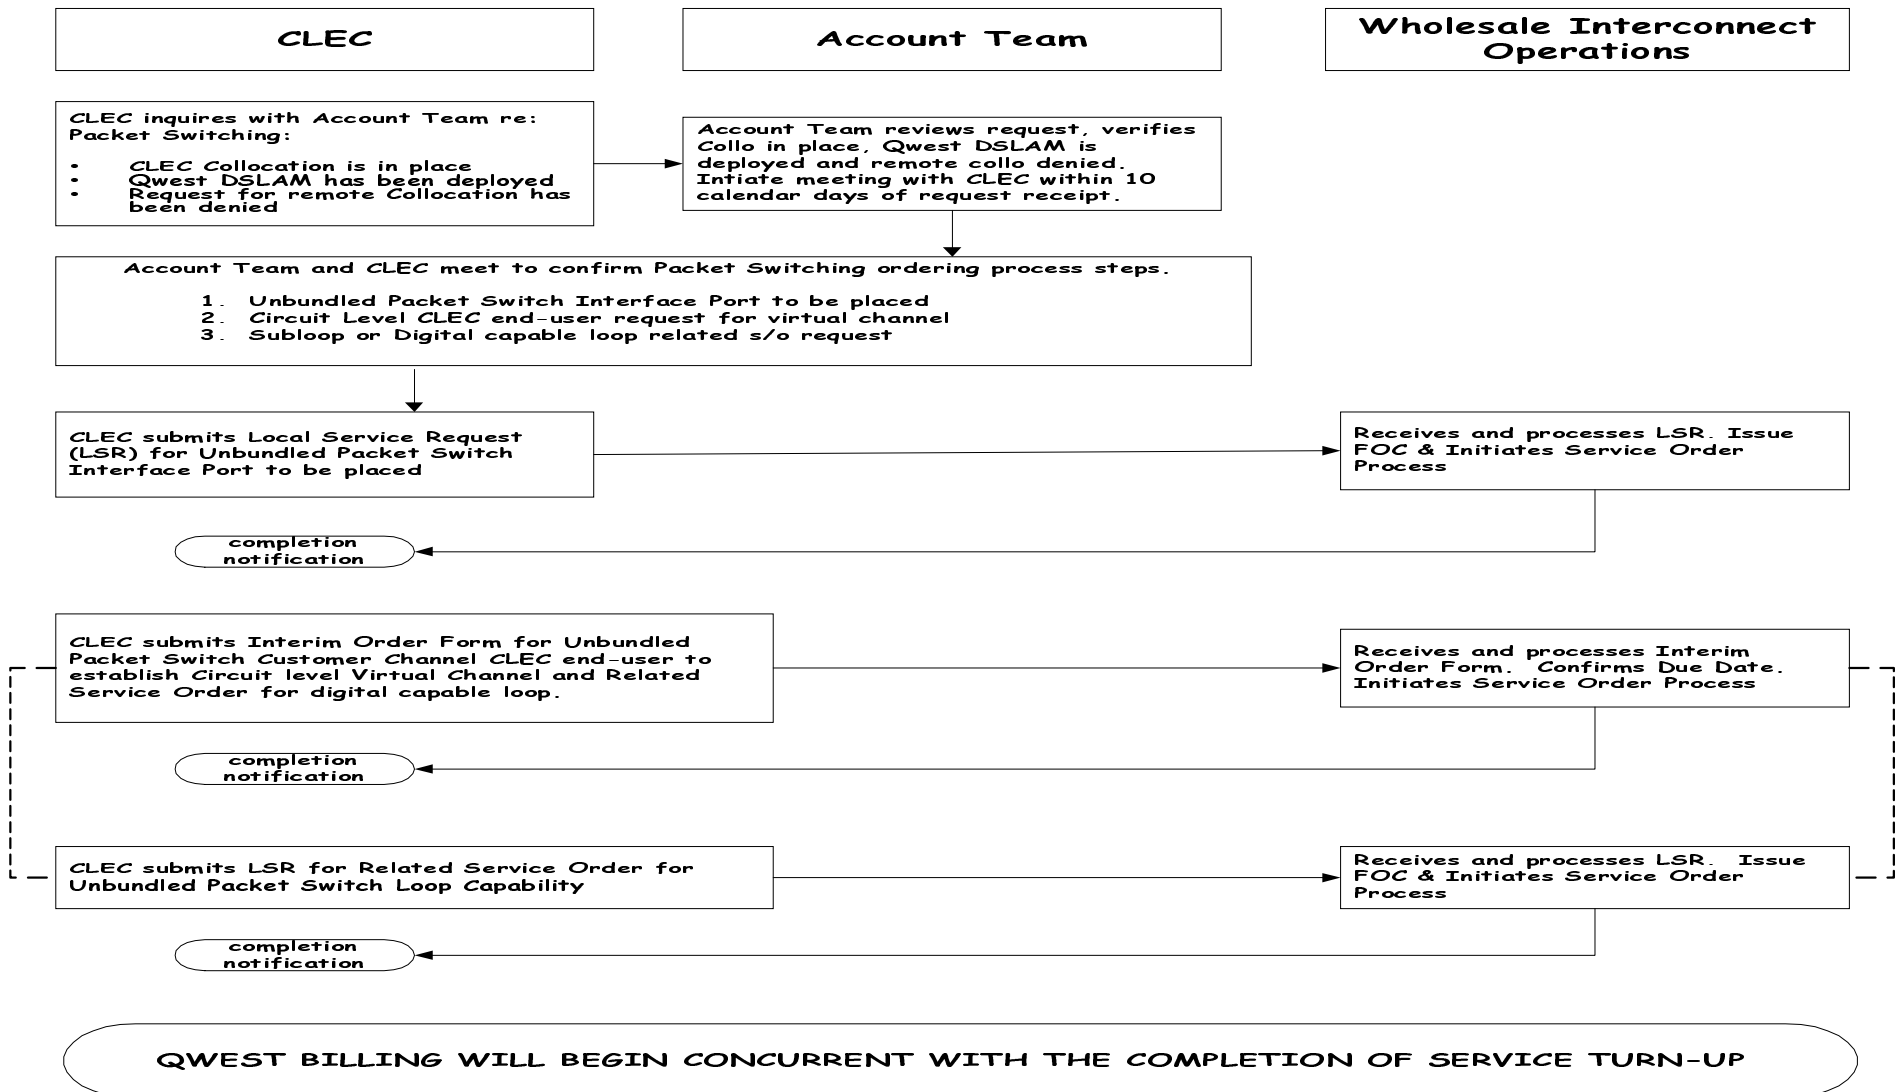 CLEC
Account Team
Wholesale Interconnect
Operations
CLEC inquires with Account Team re:
Packet Switching:
• CLEC Collocation is in place
• Qwest DSLAM has been deployed
• Request for remote Collocation has
been denied
Account Team reviews request, verifies
Collo in place, Qwest DSLAM is
deployed and remote collo denied.
Intiate meeting with CLEC within 10
calendar days of request receipt.
Account Team and CLEC meet to confirm Packet Switching ordering process steps.
1. Unbundled Packet Switch Interface Port to be placed
2. Circuit Level CLEC end-user request for virtual channel
3. Subloop or Digital capable loop related s/o request
CLEC submits Local Service Request
(LSR) for Unbundled Packet Switch
Interface Port to be placed
Receives and processes LSR. Issue
FOC & Initiates Service Order
Process
completion
notification
CLEC submits Interim Order Form for Unbundled
Packet Switch Customer Channel CLEC end-user to
establish Circuit level Virtual Channel and Related
Service Order for digital capable loop.
Receives and processes Interim
Order Form. Confirms Due Date.
Initiates Service Order Process
completion
notification
CLEC submits LSR for Related Service Order for
Unbundled Packet Switch Loop Capability
Receives and processes LSR. Issue
FOC & Initiates Service Order
Process
completion
notification
QWEST BILLING WILL BEGIN CONCURRENT WITH THE COMPLETION OF SERVICE TURN-UP